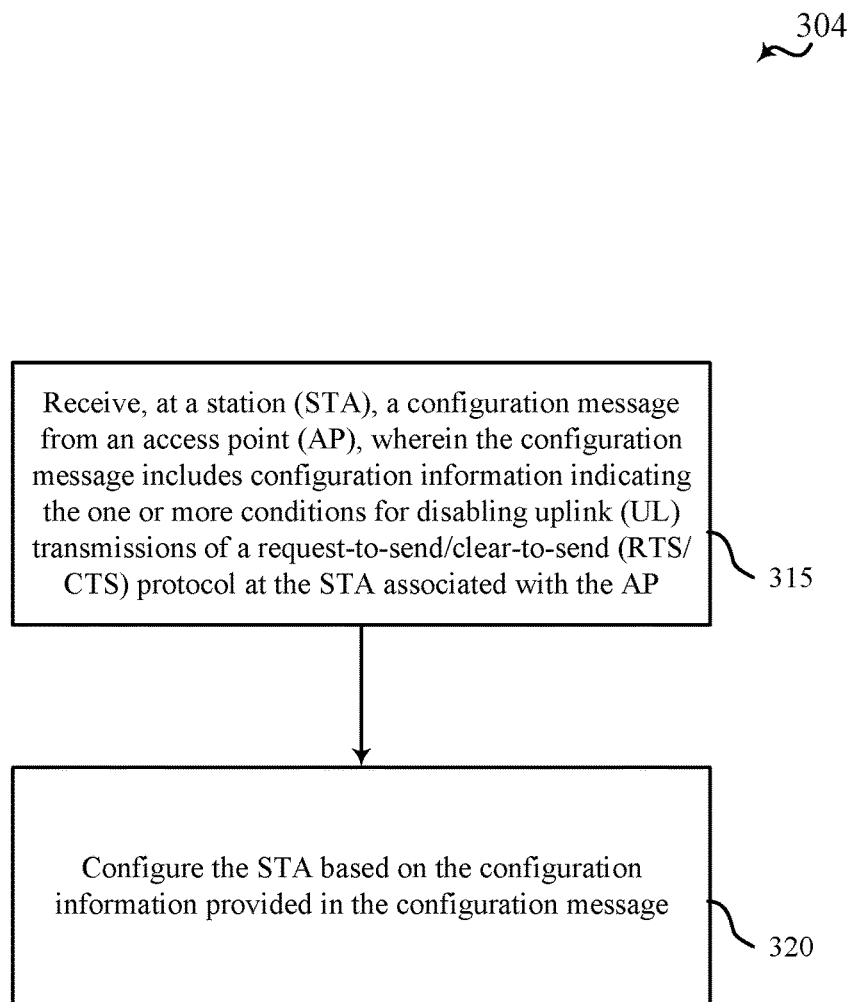 304
Receive, at a station (STA), a configuration message
from an access point (AP), wherein the configuration
message includes configuration information indicating
the one or more conditions for disabling uplink (UL)
transmissions of a request-to-send/clear-to-send (RTS/
CTS) protocol at the STA associated with the AP
315
Configure the STA based on the configuration
information provided in the configuration message
320